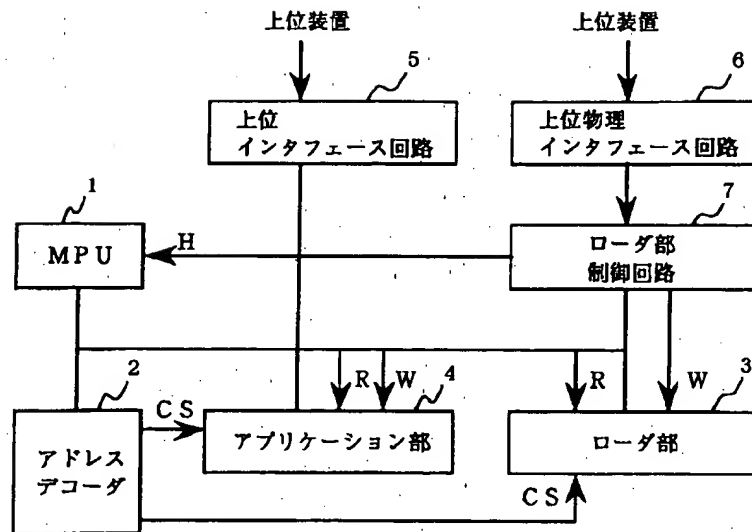 上位装置
上位装置
5
6
上位
インタフェース回路
上位物理
インタフェース回路
1
7
MPU
H
ローダ部
制御回路
2
R
W
4
R
W
3
CS
アドレス
デコーダ
アプリケーション部
ローダ部
CS